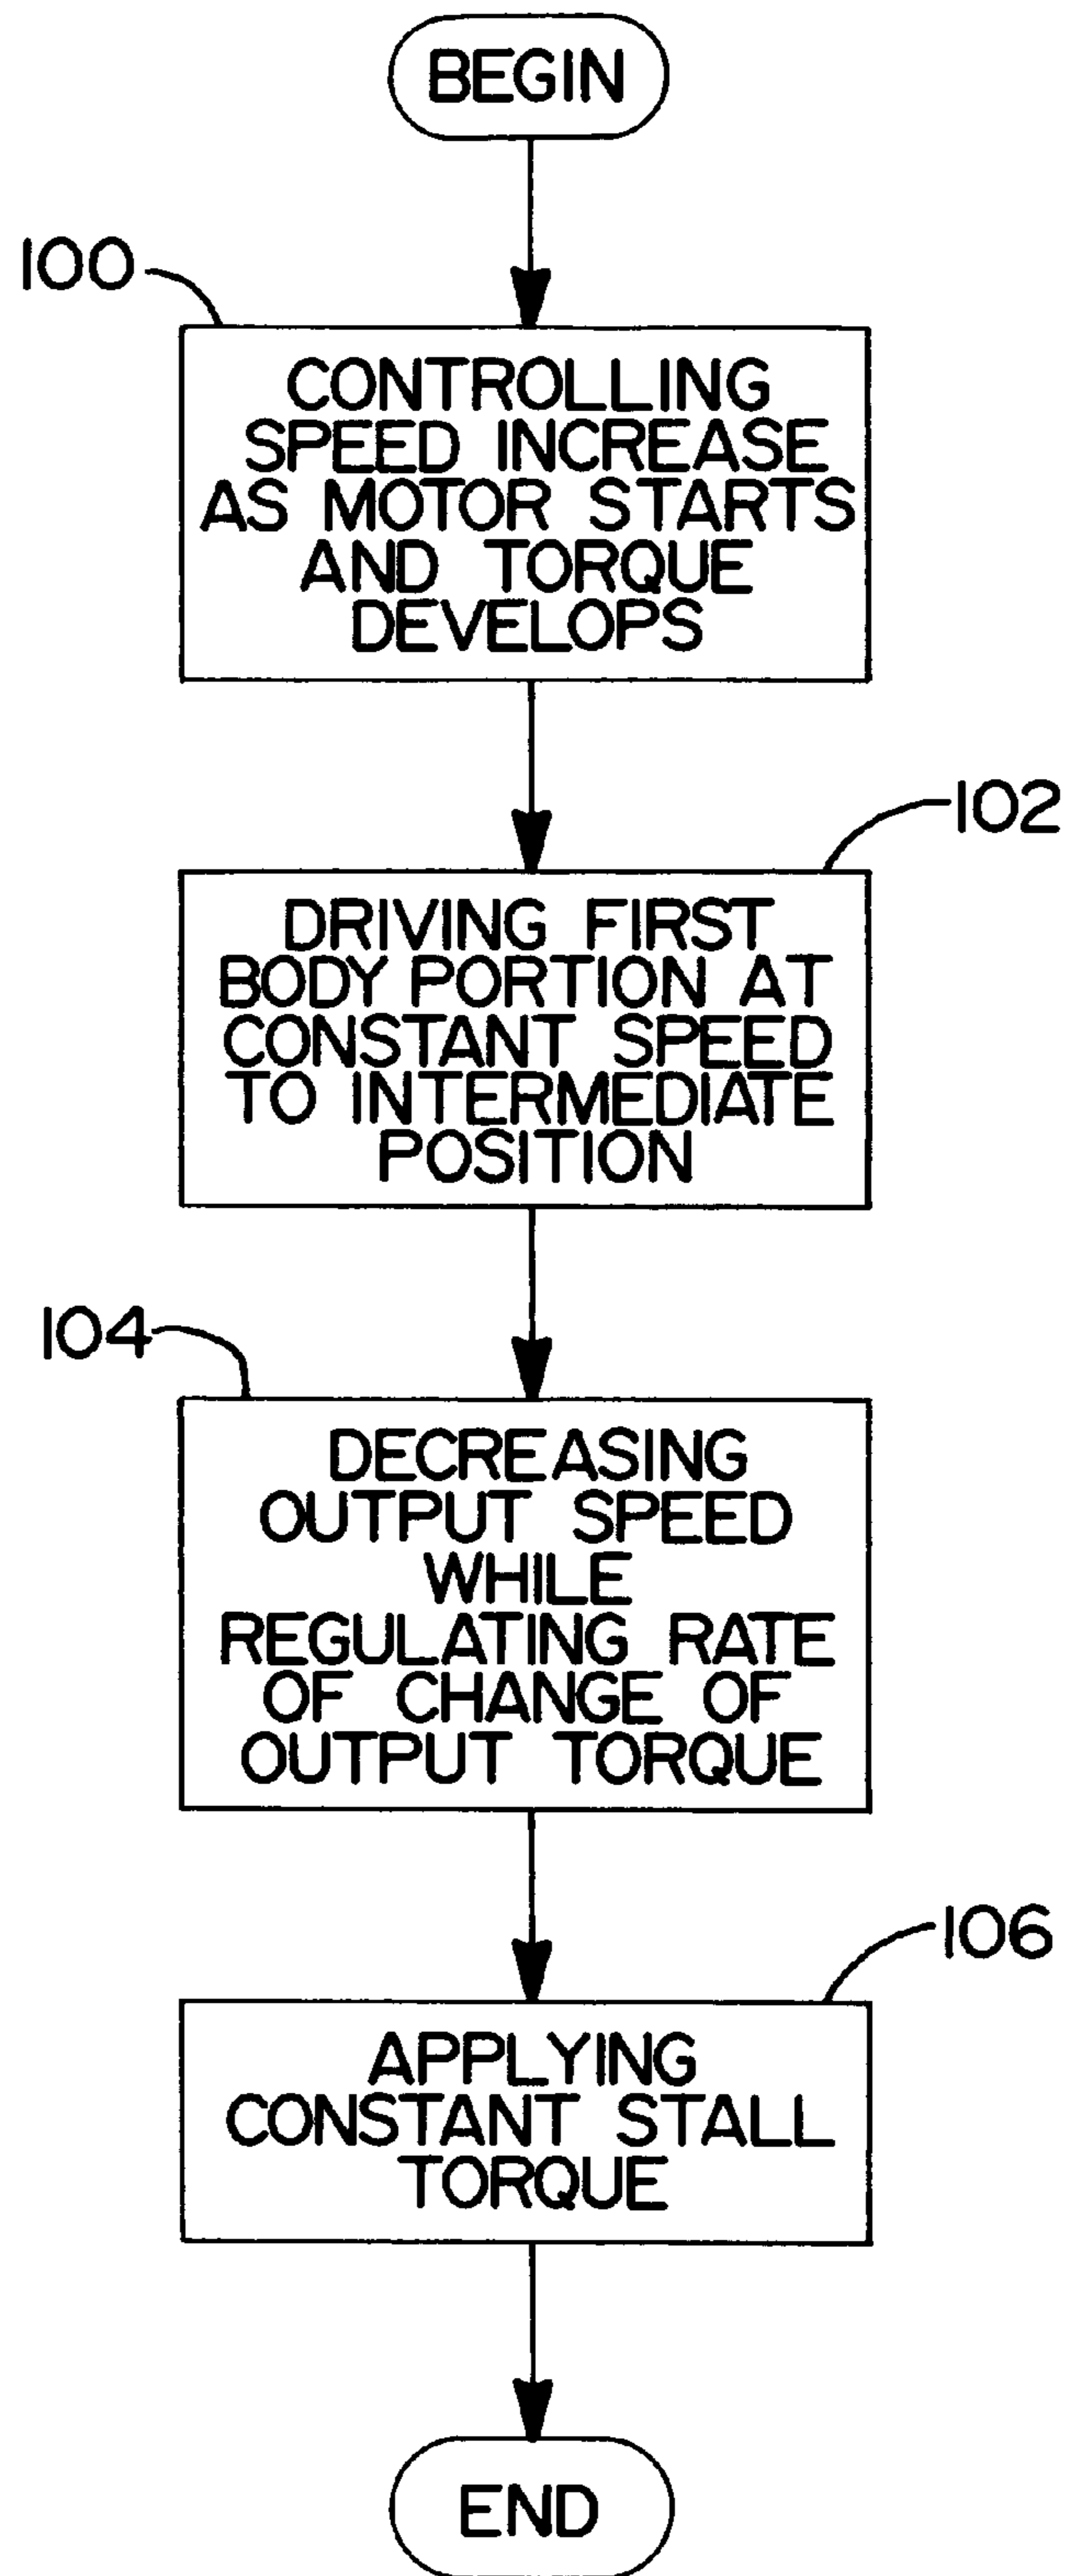 BEGIN
100
CONTROLLING
SPEED INCREASE
AS MOTOR STARTS
AND TORQUE
DEVELOPS
102
DRIVING FIRST
BODY PORTION AT
CONSTANT SPEED
TO INTERMEDIATE
POSITION
104
DECREASING
OUTPUT SPEED
WHILE
REGULATING RATE
OF CHANGE OF
OUTPUT TORQUE
106
APPLYING
CONSTANT STALL
TORQUE
END